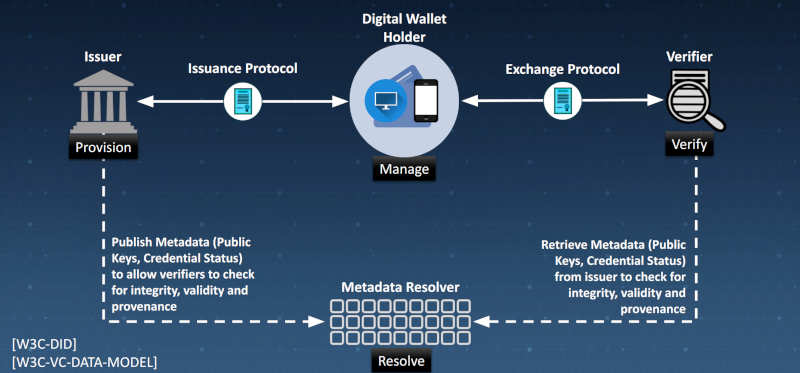 Digital Wallet
Holder
Issuer
Issuance Protocol
Exchange Protocol
Verifier
Provision
Manage
Verify
Publish Metadata (Public
Keys, Credential Status)
to allow verifiers to check
for integrity, validity and
provenance
Retrieve Metadata (Public
Keys, Credential Status)
from issuer to check for
integrity, validity and
provenance
Metadata Resolver
Resolve
[W3C-DID]
[W3C-VC-DATA-MODEL]